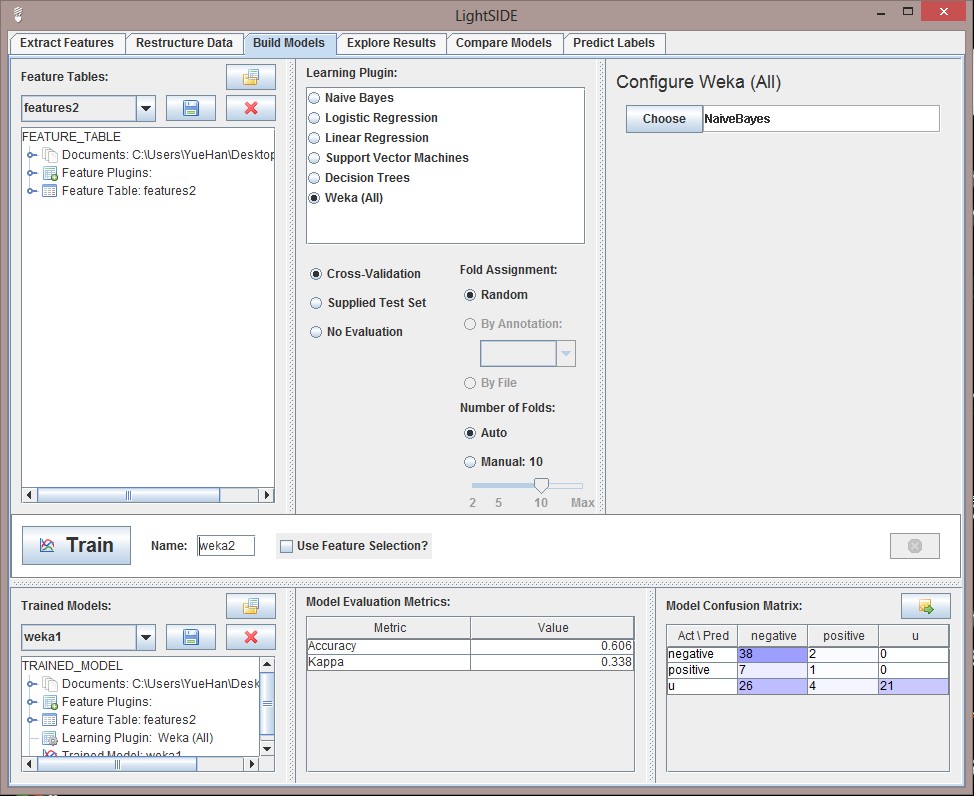 LightSIDE
Extract Features Restructure Data Build Models Explore Results Compare Models Predict Labels
Feature Tables:
features2
FEATURE_TABLE
Documents: C:\Users\YueHan\Desktop
Feature Plugins:
Feature Table: features2
Learning Plugin:
Naive Bayes
Logistic Regression
Linear Regression
Support Vector Machines
Decision Trees
Weka (All)
Cross-Validation
Supplied Test Set
No Evaluation
Fold Assignment:
Random
By Annotation:
By File
Number of Folds:
Auto
Manual: 10
2 5 10 Max
Configure Weka (All)
Choose NaiveBayes
Train Name: weka2 Use Feature Selection?
Trained Models:
weka1
TRAINED_MODEL
Documents: C:\Users\YueHan\Desk
Feature Plugins:
Feature Table: features2
Learning Plugin: Weka (All)
Trained Model: weka1
Model Evaluation Metrics:
Metric Value
Accuracy 0.606
Kappa 0.338
Model Confusion Matrix:
Act \ Pred negative positive u
negative 38 2 0
positive 7 1 0
u 26 4 21